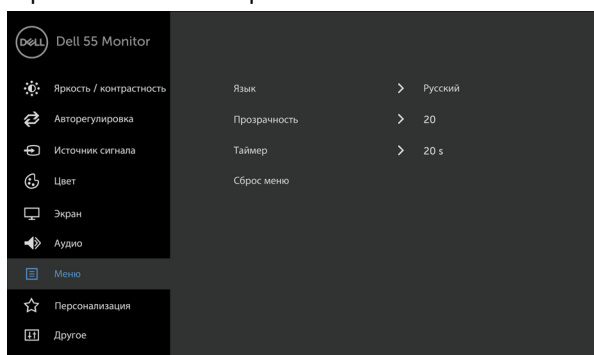 DELL Dell 55 Monitor
Яркость / контрастность
Язык
Русский
Авторегулировка
Прозрачность
20
Источник сигнала
Таймер
20 s
Цвет
Сброс меню
Экран
Аудио
Меню
Персонализация
Другое